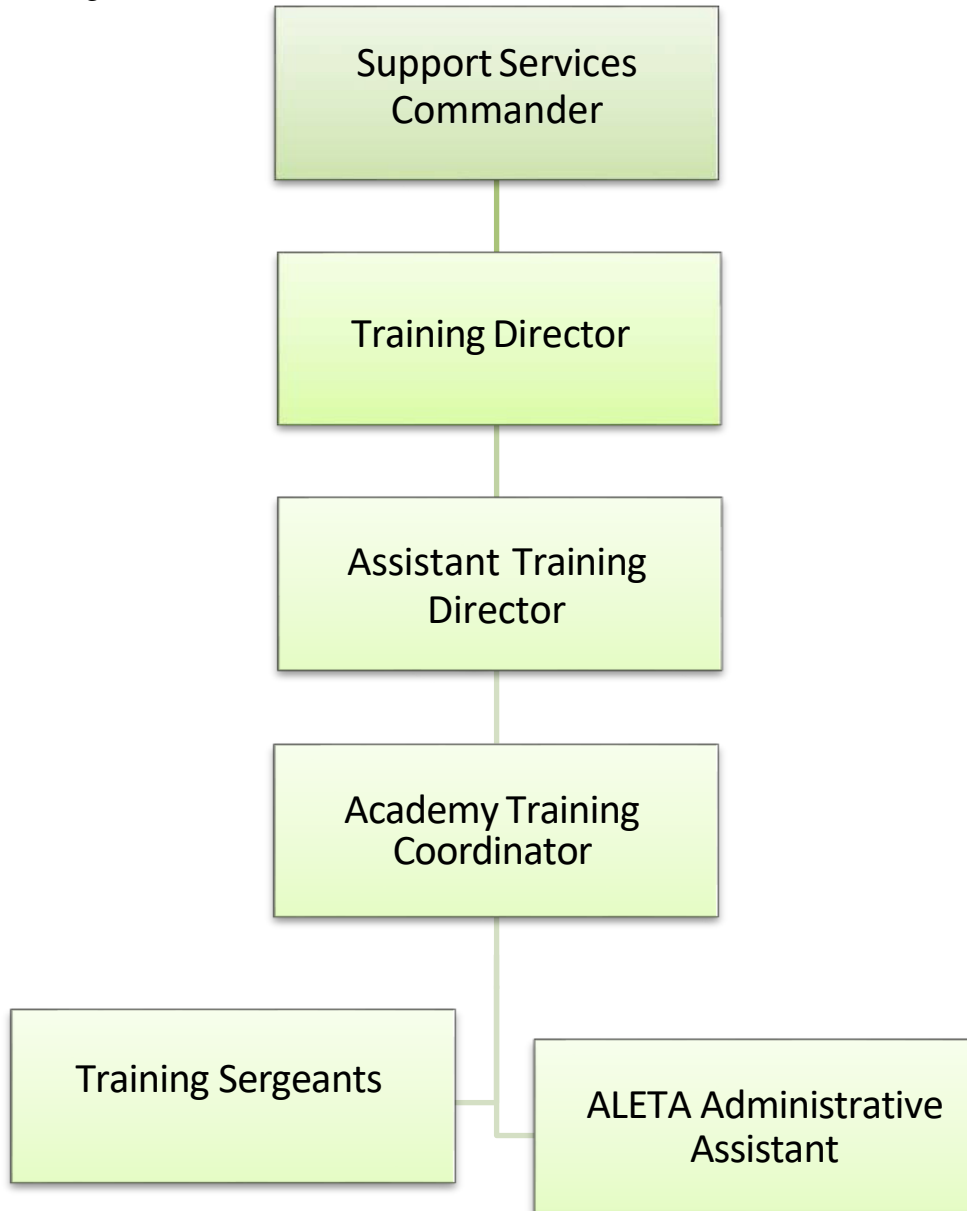 Support Services
Commander
Training Director
Assistant Training
Director
Academy Training
Coordinator
Training Sergeants
ALETA Administrative
Assistant